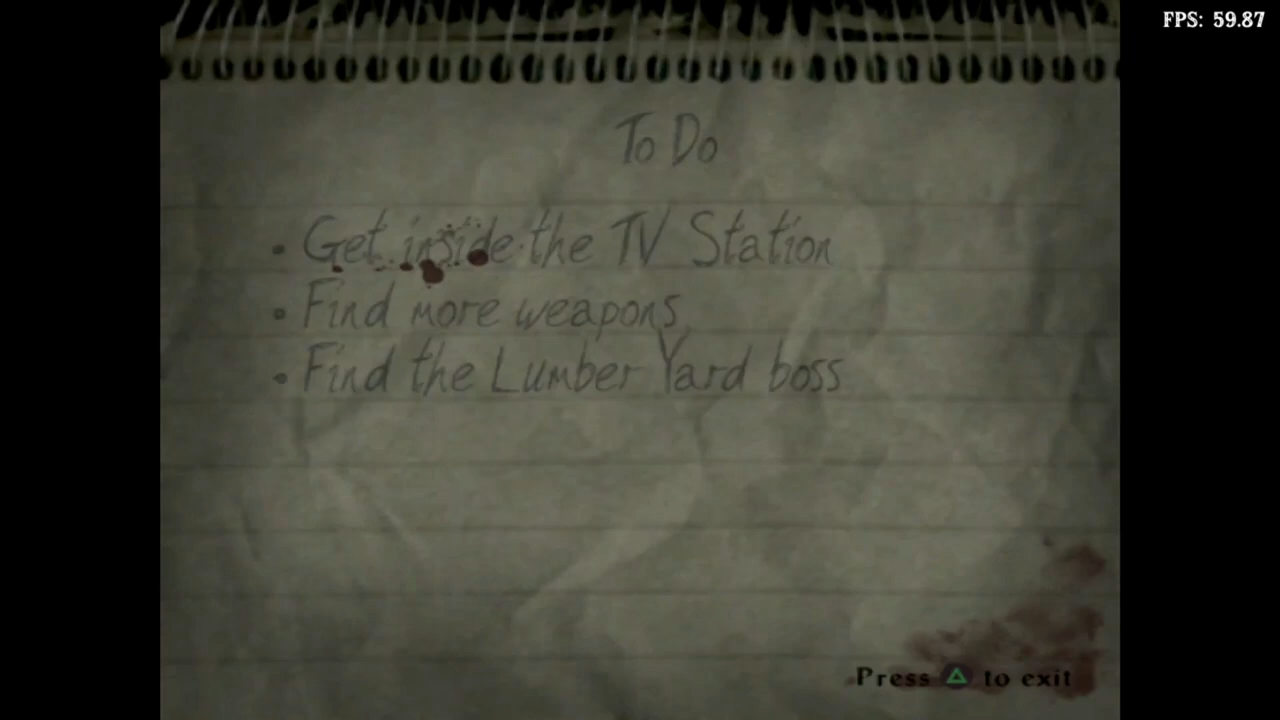 FPS: 59.87
To Do
• Get inside the TV Station
• Find more weapons
• Find the Lumber Yard boss
Press △ to exit